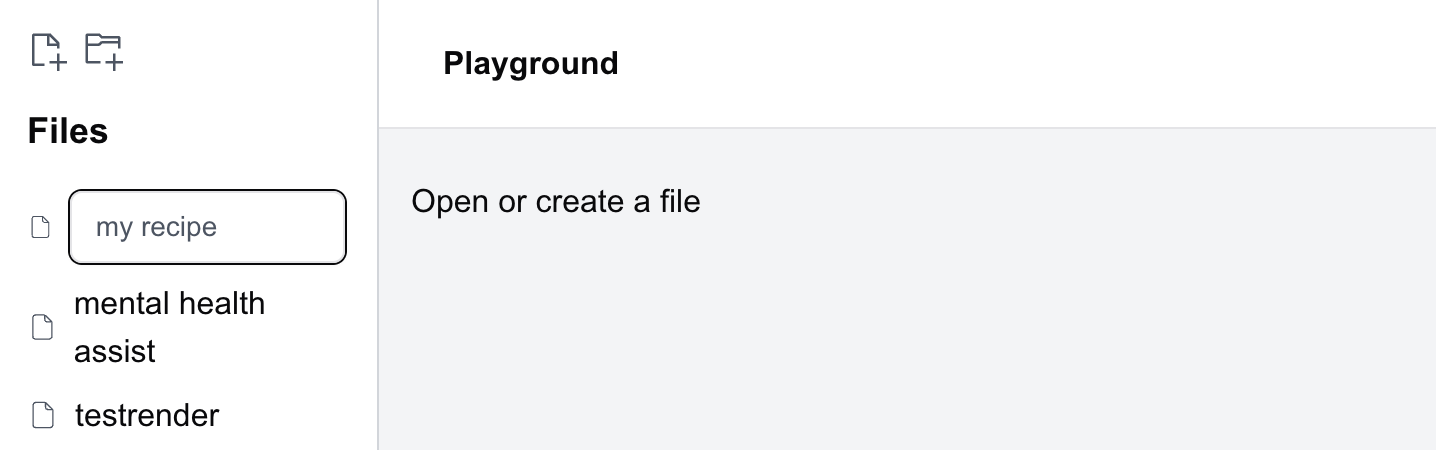 Files
my recipe
mental health
assist
testrender
Playground
Open or create a file